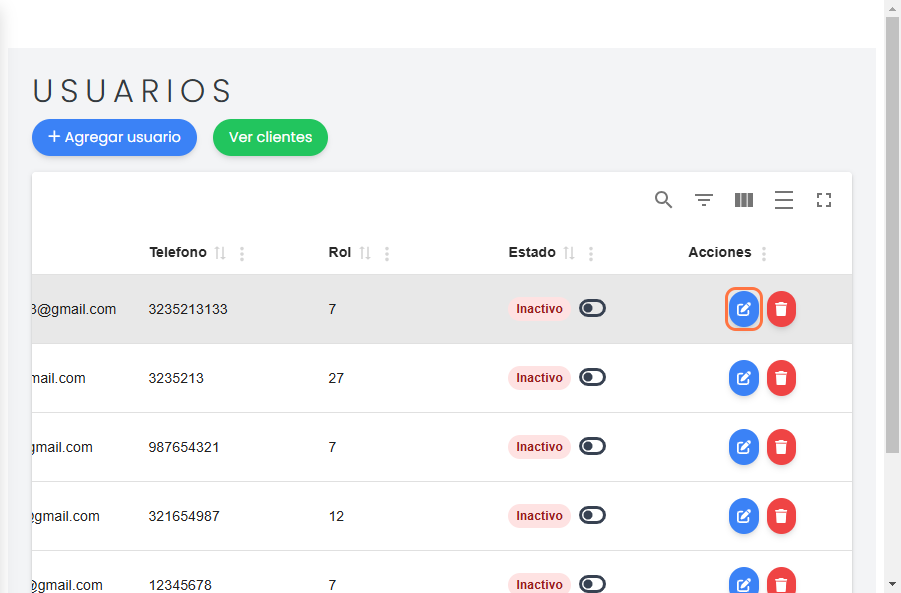 USUARIOS
+ Agregar usuario Ver clientes
Telefono Rol Estado Acciones
3@gmail.com 3235213133 7 Inactivo
mail.com 3235213 27 Inactivo
gmail.com 987654321 7 Inactivo
@gmail.com 321654987 12 Inactivo
@gmail.com 12345678 7 Inactivo